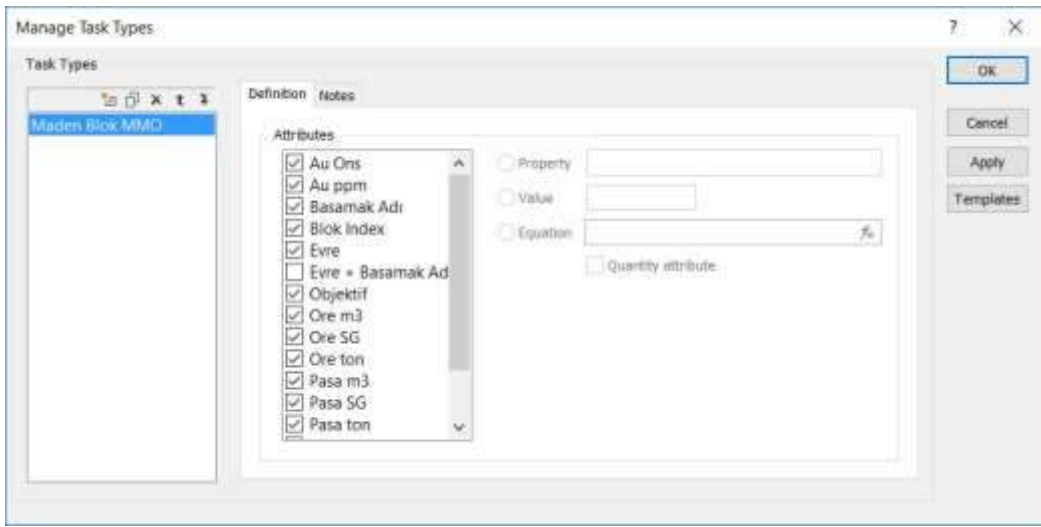 Manage Task Types
Task Types
OK
Definition Notes
Maden Blok MMO
Cancel
Attributes
Au Ons
Property
Apply
Au ppm
Basamak Adı
Value
Templates
Blok Index
Equation
Evre
Evre + Basamak Ad
Quantity attribute
Objektif
Ore m3
Ore SG
Ore ton
Pasa m3
Pasa SG
Pasa ton